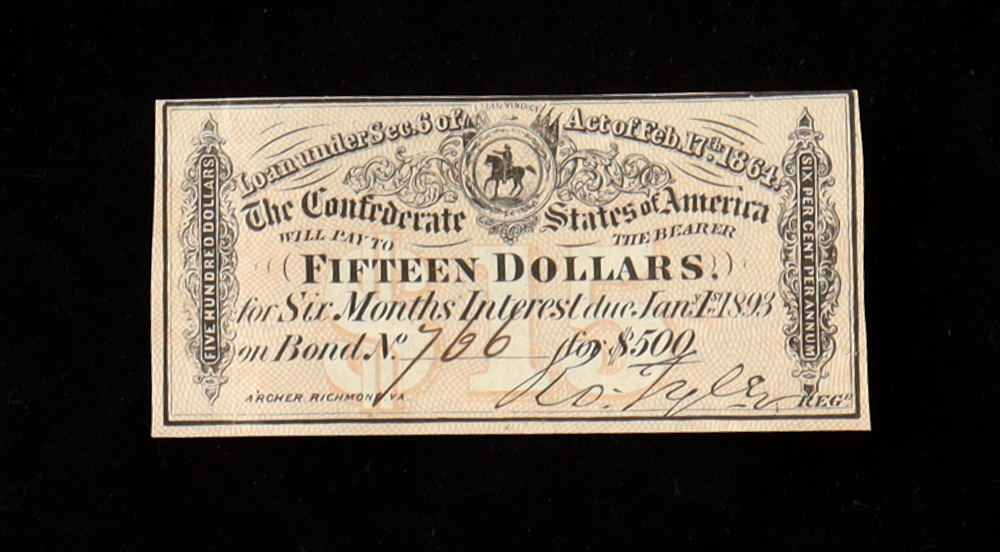 DEO VINDICE
Loan under Sec. 6 of Act of Feb. 17th 1864.
The Confederate States of America
WILL PAY TO THE BEARER
FIFTEEN DOLLARS.
for Six Months Interest due Jany. 1st 1893
on Bond No. 766 for $500
Ro. Tyler
ARCHER. RICHMOND, VA. REGr
FIVE HUNDRED DOLLARS
SIX PER CENT PER ANNUM
$15